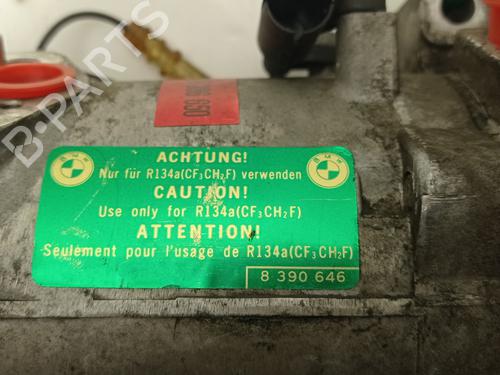 B-PARTS
650
BMW
BMW
ACHTUNG!
Nur für R134a(CF₃CH₂F) verwenden
CAUTION!
Use only for R134a(CF₃CH₂F)
ATTENTION!
Seulement pour l'usage de R134a(CF₃CH₂F)
8 390 646